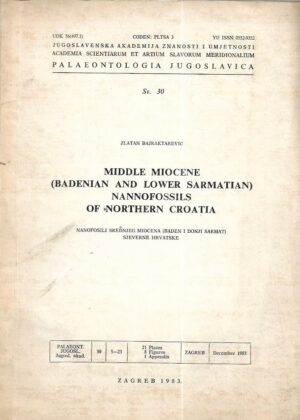 UDK 56(497.1) CODEN: PLTSA 3 YU ISSN 0552-9352
JUGOSLAVENSKA AKADEMIJA ZNANOSTI I UMJETNOSTI
ACADEMIA SCIENTIARUM ET ARTIUM SLAVORUM MERIDIONALIUM
PALAEONTOLOGIA JUGOSLAVICA
Sv. 30
ZLATAN BAJRAKTAREVIĆ
MIDDLE MIOCENE
(BADENIAN AND LOWER SARMATIAN)
NANNOFOSSILS
OF NORTHERN CROATIA
NANOFOSILI SREDNJEG MIOCENA (BADEN I DONJI SARMAT)
SJEVERNE HRVATSKE
PALAEONT. JUGOSL. Jugosl. akad. 30 5—23 21 Plates 8 Figures 1 Appendix ZAGREB December 1983
ZAGREB 1983.